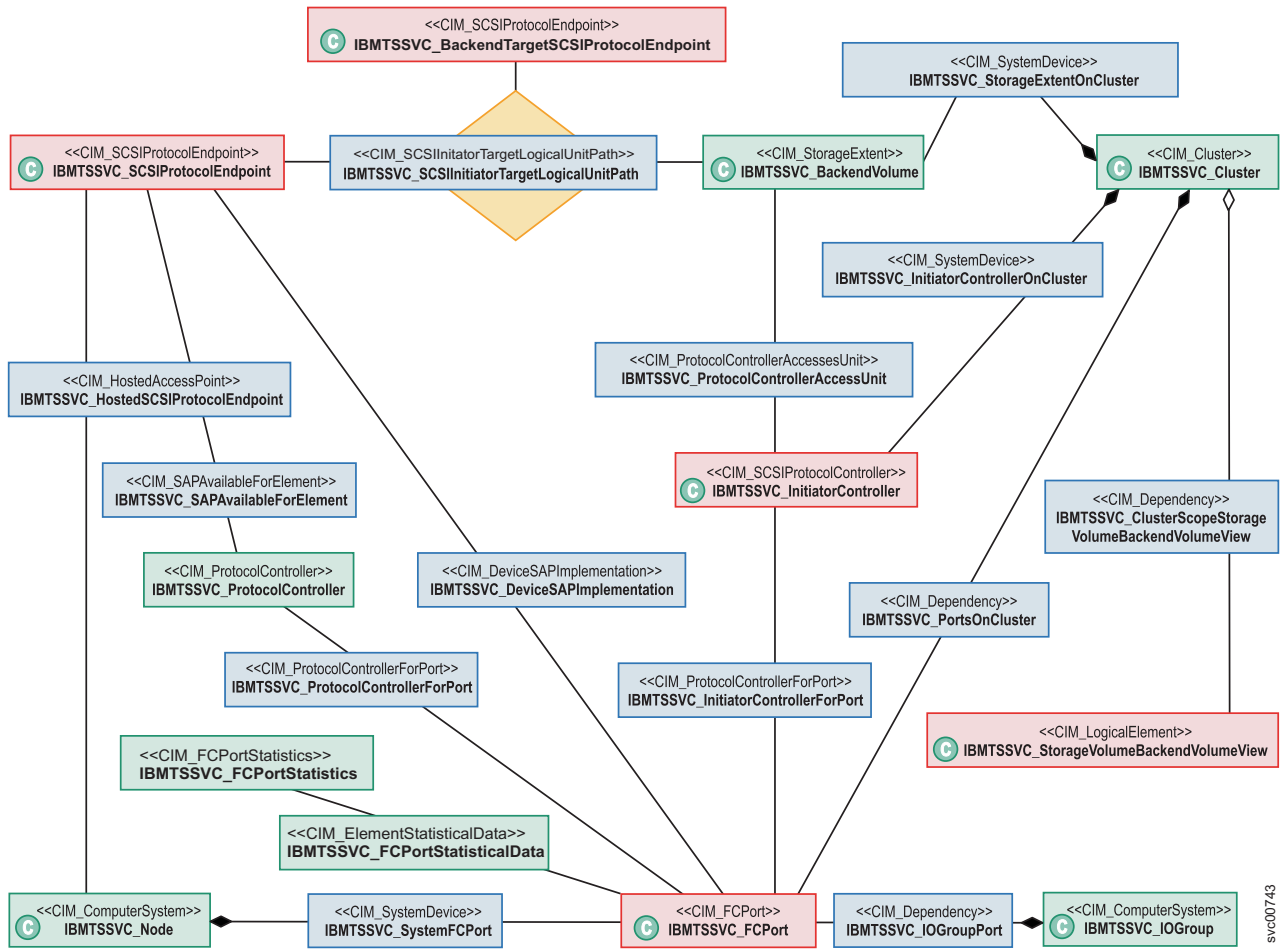 <<CIM_SCSIProtocolEndpoint>>
C
IBMTSSVC_BackendTargetSCSIProtocolEndpoint
<<CIM_SystemDevice>>
IBMTSSVC_StorageExtentOnCluster
<<CIM_SCSIProtocolEndpoint>>
C
IBMTSSVC_SCSIProtocolEndpoint
<<CIM_SCSIInitatorTargetLogicalUnitPath>>
IBMTSSVC_SCSIInitiatorTargetLogicalUnitPath
<<CIM_StorageExtent>>
C
IBMTSSVC_BackendVolume
<<CIM_Cluster>>
C
IBMTSSVC_Cluster
<<CIM_SystemDevice>>
IBMTSSVC_InitiatorControllerOnCluster
<<CIM_ProtocolControllerAccessesUnit>>
IBMTSSVC_ProtocolControllerAccessUnit
<<CIM_HostedAccessPoint>>
IBMTSSVC_HostedSCSIProtocolEndpoint
<<CIM_SAPAvailableForElement>>
IBMTSSVC_SAPAvailableForElement
<<CIM_SCSIProtocolController>>
C
IBMTSSVC_InitiatorController
<<CIM_Dependency>>
IBMTSSVC_ClusterScopeStorage
VolumeBackendVolumeView
<<CIM_ProtocolController>>
IBMTSSVC_ProtocolController
<<CIM_DeviceSAPImplementation>>
IBMTSSVC_DeviceSAPImplementation
<<CIM_Dependency>>
IBMTSSVC_PortsOnCluster
<<CIM_ProtocolControllerForPort>>
IBMTSSVC_ProtocolControllerForPort
<<CIM_ProtocolControllerForPort>>
IBMTSSVC_InitiatorControllerForPort
<<CIM_LogicalElement>>
C
IBMTSSVC_StorageVolumeBackendVolumeView
<<CIM_FCPortStatistics>>
IBMTSSVC_FCPortStatistics
<<CIM_ElementStatisticalData>>
IBMTSSVC_FCPortStatisticalData
<<CIM_ComputerSystem>>
C
IBMTSSVC_Node
<<CIM_SystemDevice>>
IBMTSSVC_SystemFCPort
<<CIM_FCPort>>
C
IBMTSSVC_FCPort
<<CIM_Dependency>>
IBMTSSVC_IOGroupPort
<<CIM_ComputerSystem>>
C
IBMTSSVC_IOGroup
svc00743